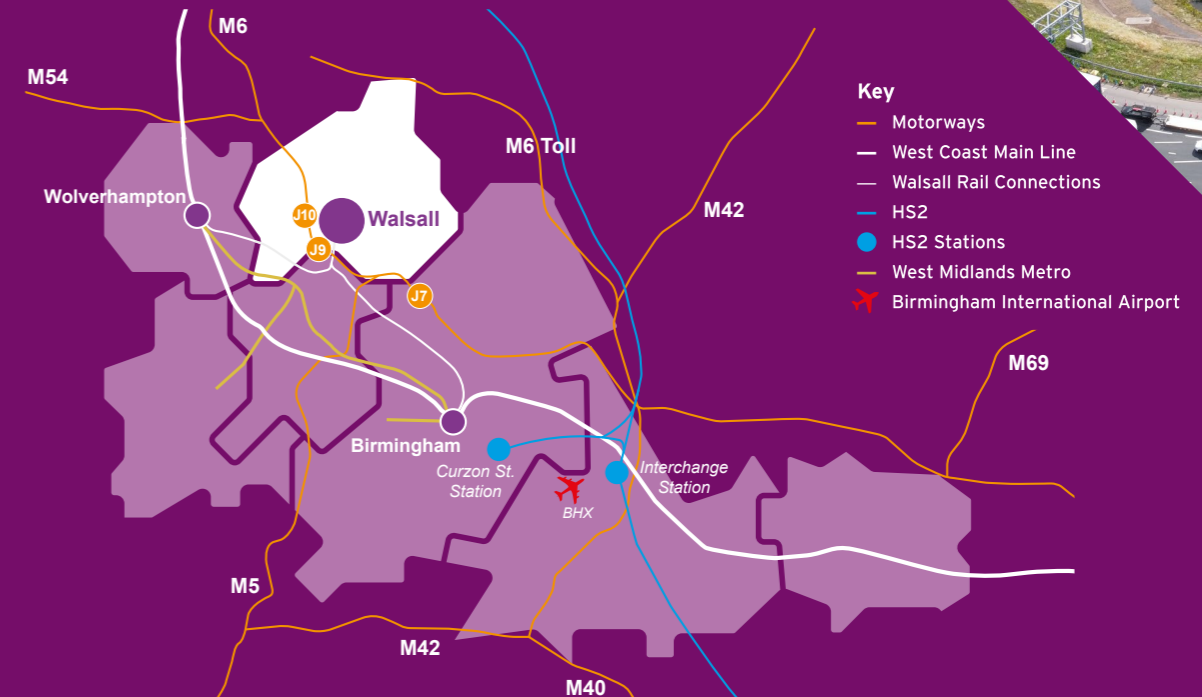 M6
M54
M6 Toll
Wolverhampton
J10
Walsall
J9
J7
M42
Key
Motorways
West Coast Main Line
Walsall Rail Connections
HS2
HS2 Stations
West Midlands Metro
Birmingham International Airport
M69
Birmingham
Curzon St.
Station
Interchange
Station
BHX
M5
M42
M40